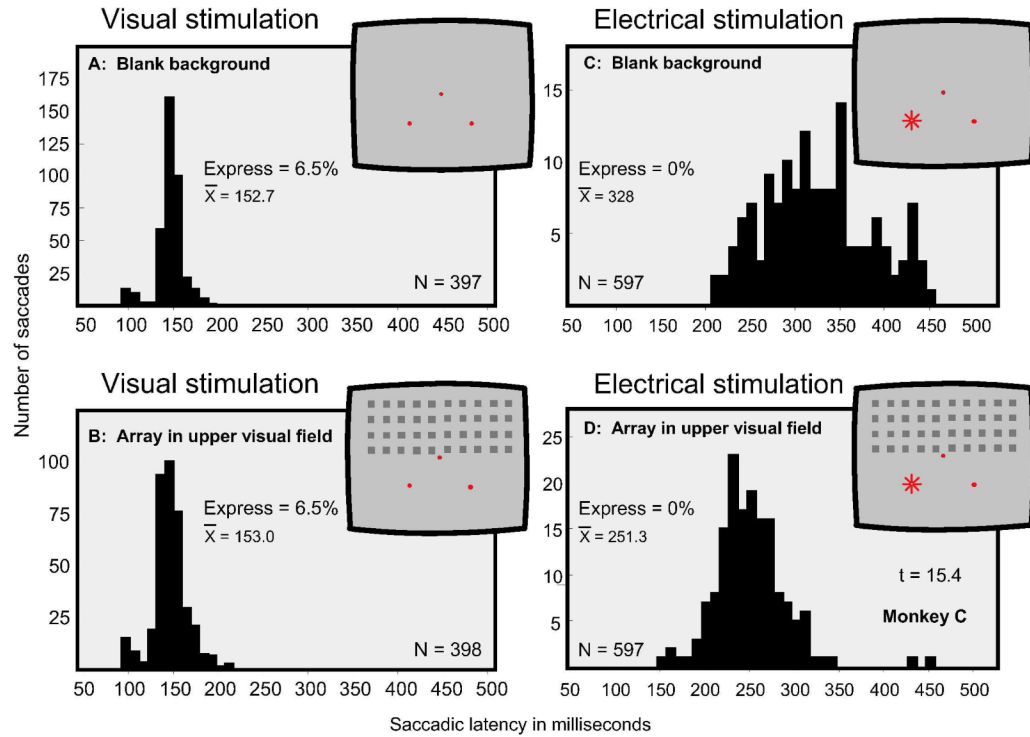 Visual stimulation
A: Blank background
175
150
125
100
75
50
25
Express = 6.5%
X̅ = 152.7
N = 397
50 100 150 200 250 300 350 400 450 500
Electrical stimulation
C: Blank background
15
10
5
Express = 0%
X̅ = 328
N = 597
50 100 150 200 250 300 350 400 450 500
Number of saccades
Visual stimulation
B: Array in upper visual field
100
75
50
25
Express = 6.5%
X̅ = 153.0
N = 398
50 100 150 200 250 300 350 400 450 500
Electrical stimulation
D: Array in upper visual field
25
20
15
10
5
Express = 0%
X̅ = 251.3
t = 15.4
Monkey C
N = 597
50 100 150 200 250 300 350 400 450 500
Saccadic latency in milliseconds